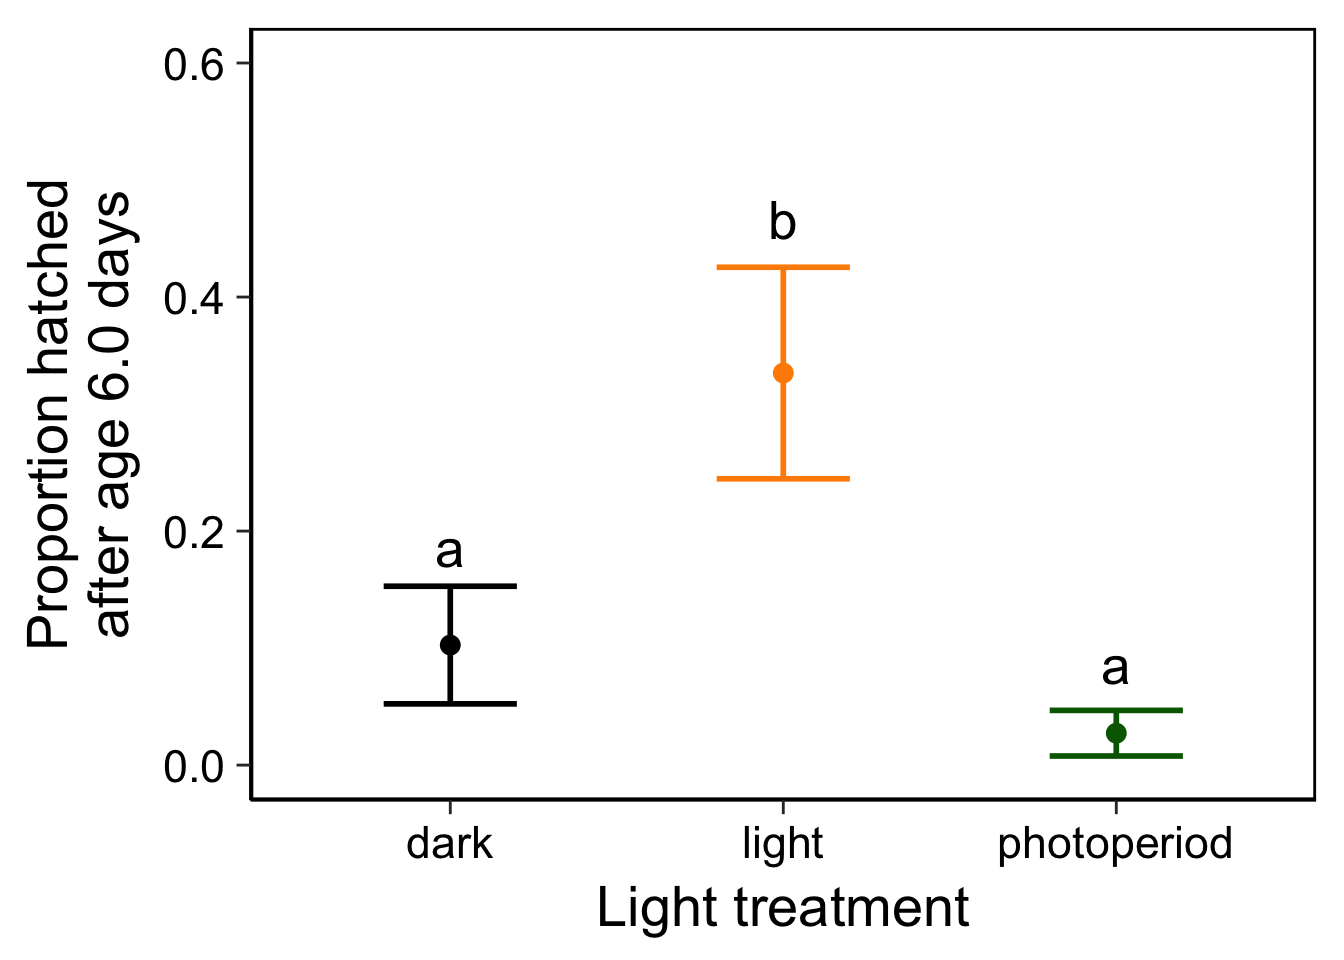 Proportion hatched
after age 6.0 days
0.6
0.4
0.2
0.0
a
b
a
dark
light
photoperiod
Light treatment